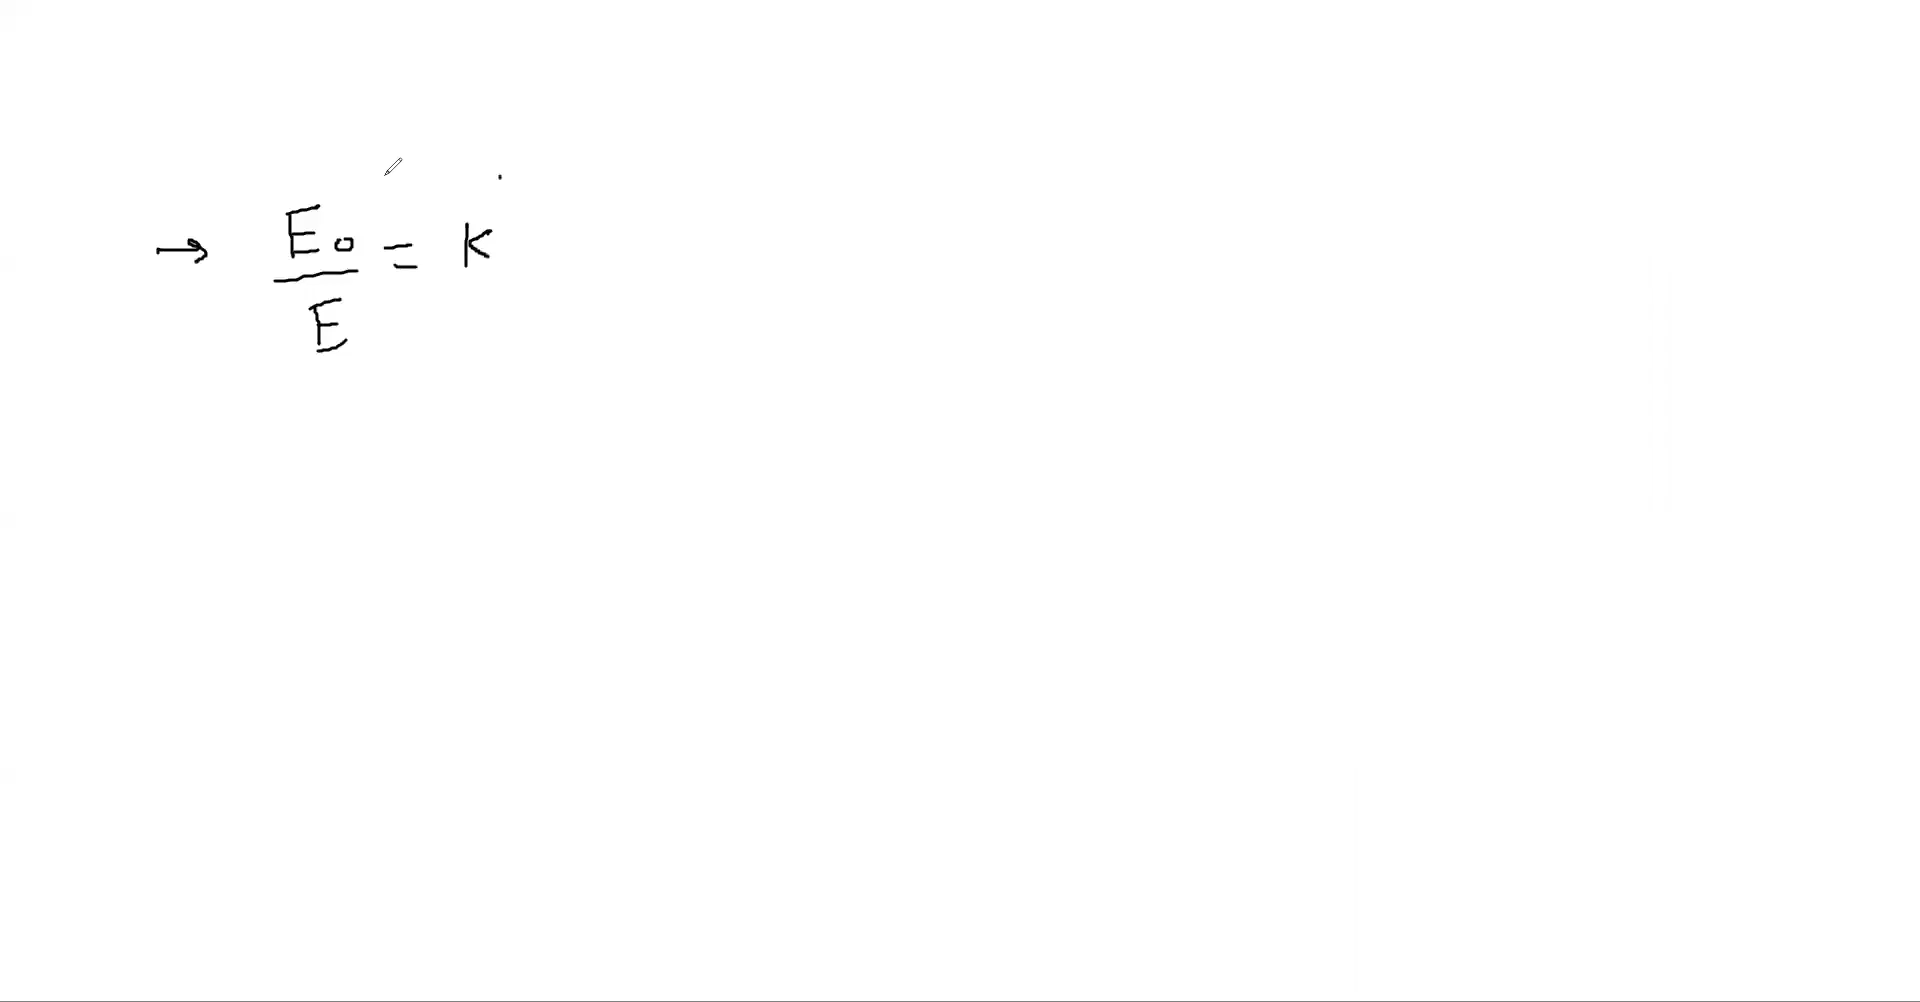 → E₀/E = K